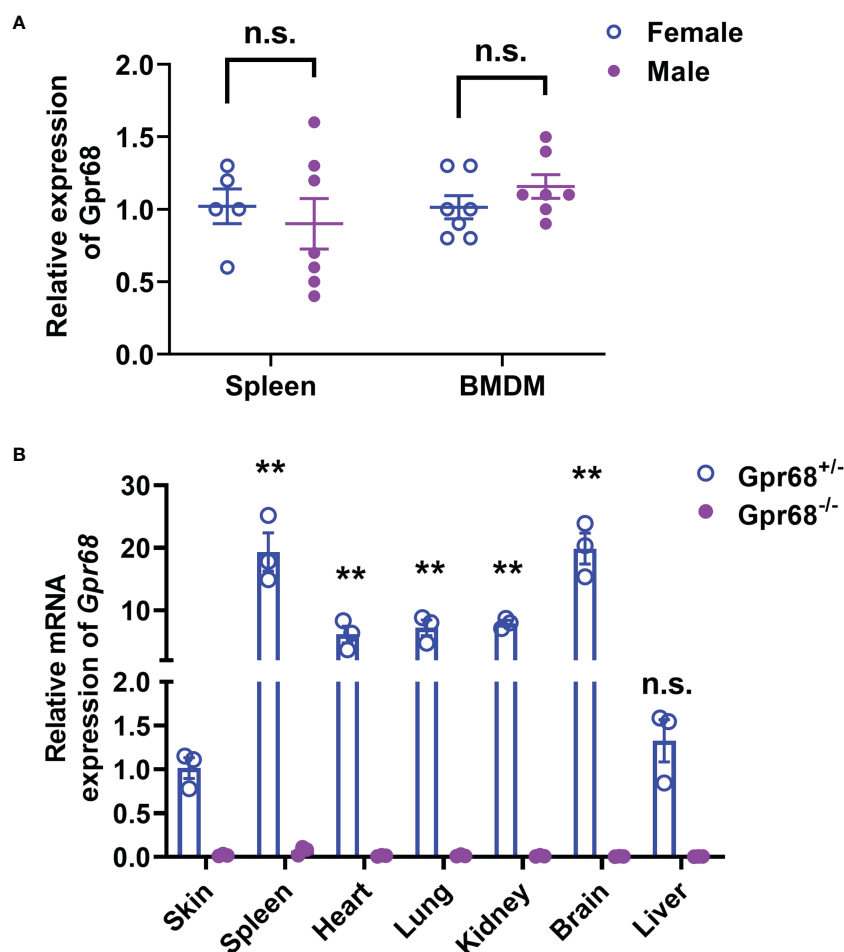 A
n.s.
n.s.
Female
Male
Relative expression
of Gpr68
2.0
1.5
1.0
0.5
0.0
Spleen
BMDM
B
Gpr68+/-
Gpr68-/-
Relative mRNA
expression of Gpr68
30
20
10
2.0
1.5
1.0
0.5
0.0
**
**
**
**
**
n.s.
Skin
Spleen
Heart
Lung
Kidney
Brain
Liver